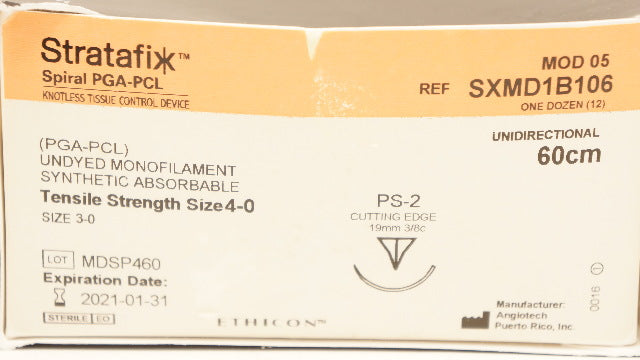 Stratafix™
Spiral PGA-PCL
KNOTLESS TISSUE CONTROL DEVICE
MOD 05
REF SXMD1B106
ONE DOZEN (12)
UNIDIRECTIONAL
60cm
(PGA-PCL)
UNDYED MONOFILAMENT
SYNTHETIC ABSORBABLE
Tensile Strength Size 4-0
SIZE 3-0
PS-2
CUTTING EDGE
19mm 3/8c
LOT MDSP460
Expiration Date:
2021-01-31
STERILE EO
ETHICON™
Manufacturer:
Angiotech
Puerto Rico, Inc.
0016